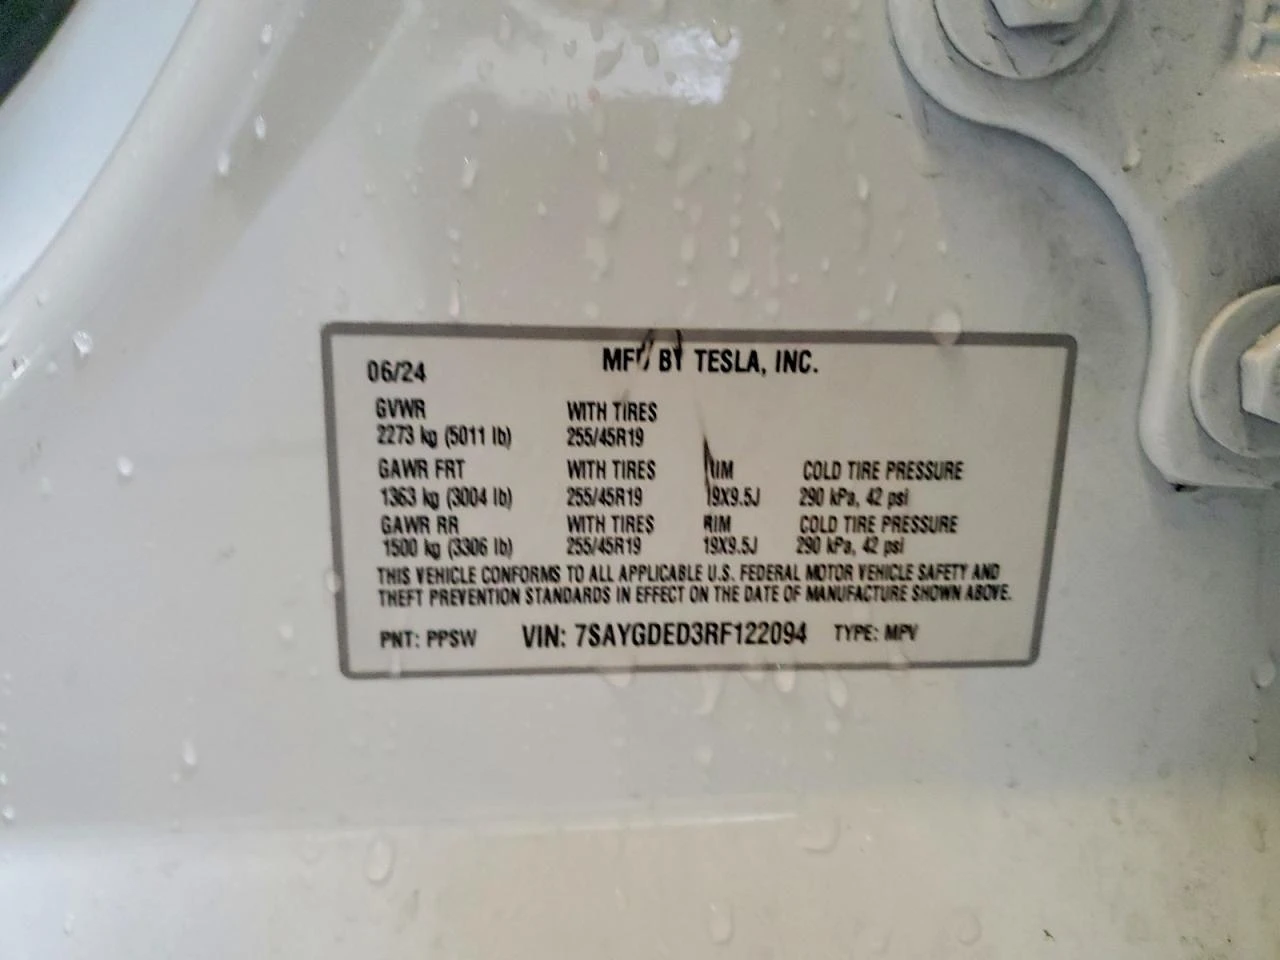 06/24 MFD BY TESLA, INC.
GVWR WITH TIRES
2273 kg (5011 lb) 255/45R19
GAWR FRT WITH TIRES RIM COLD TIRE PRESSURE
1363 kg (3004 lb) 255/45R19 19X9.5J 290 kPa, 42 psi
GAWR RR WITH TIRES RIM COLD TIRE PRESSURE
1500 kg (3306 lb) 255/45R19 19X9.5J 290 kPa, 42 psi
THIS VEHICLE CONFORMS TO ALL APPLICABLE U.S. FEDERAL MOTOR VEHICLE SAFETY AND
THEFT PREVENTION STANDARDS IN EFFECT ON THE DATE OF MANUFACTURE SHOWN ABOVE.
PNT: PPSW VIN: 7SAYGDED3RF122094 TYPE: MPV